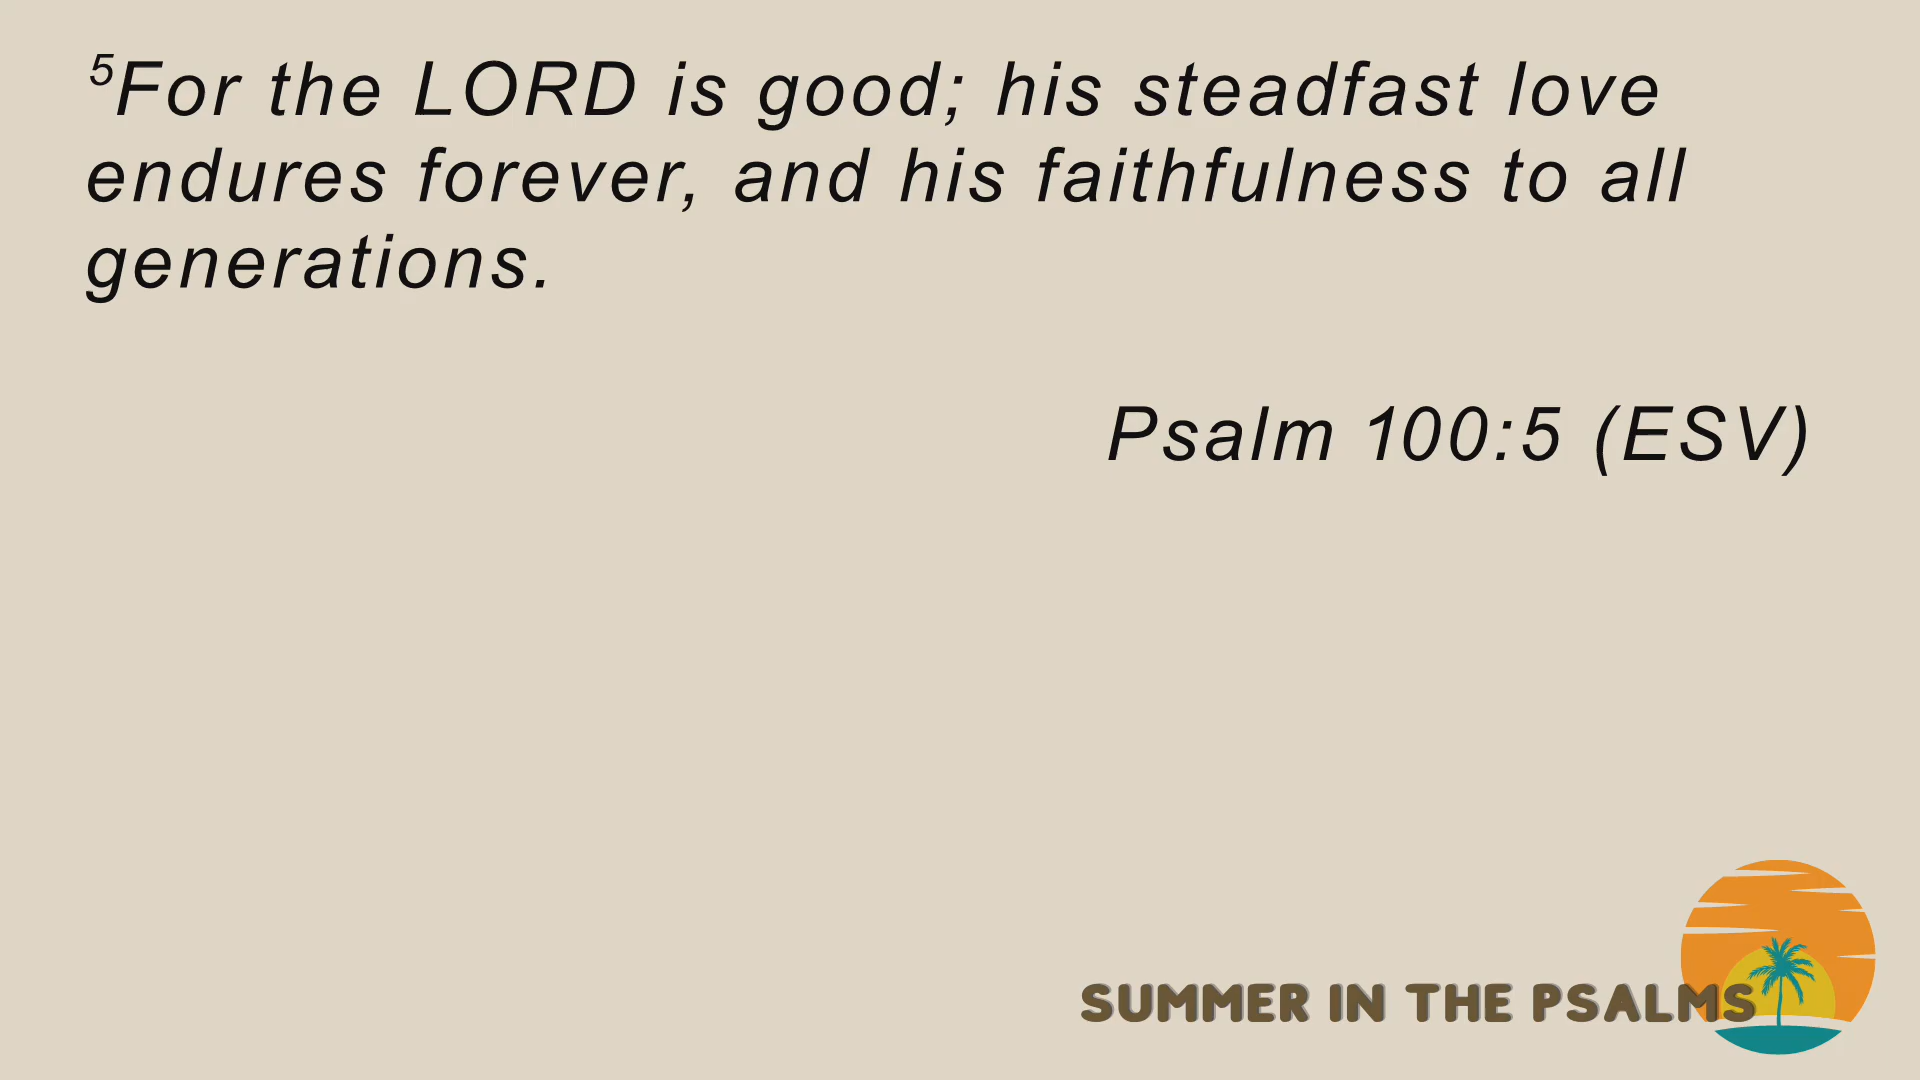 ⁵For the LORD is good; his steadfast love
endures forever, and his faithfulness to all
generations.
Psalm 100:5 (ESV)
SUMMER IN THE PSALMS